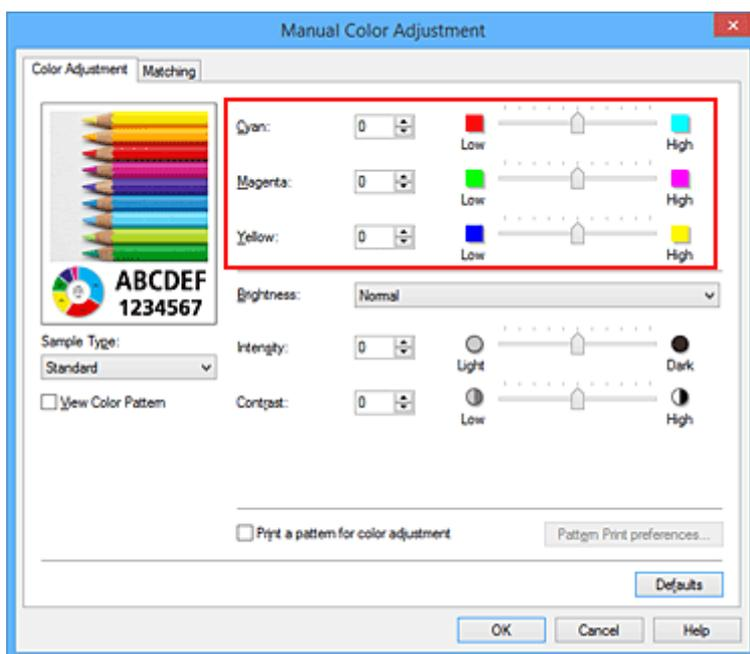 Manual Color Adjustment
Color Adjustment
Matching
Cyan: 0
Low High
Magenta: 0
Low High
Yellow: 0
Low High
ABCDEF
1234567
Brightness: Normal
Sample Type:
Standard
Intensity: 0
Light Dark
View Color Pattern
Contrast: 0
Low High
Print a pattern for color adjustment
Pattern Print preferences...
Defaults
OK Cancel Help